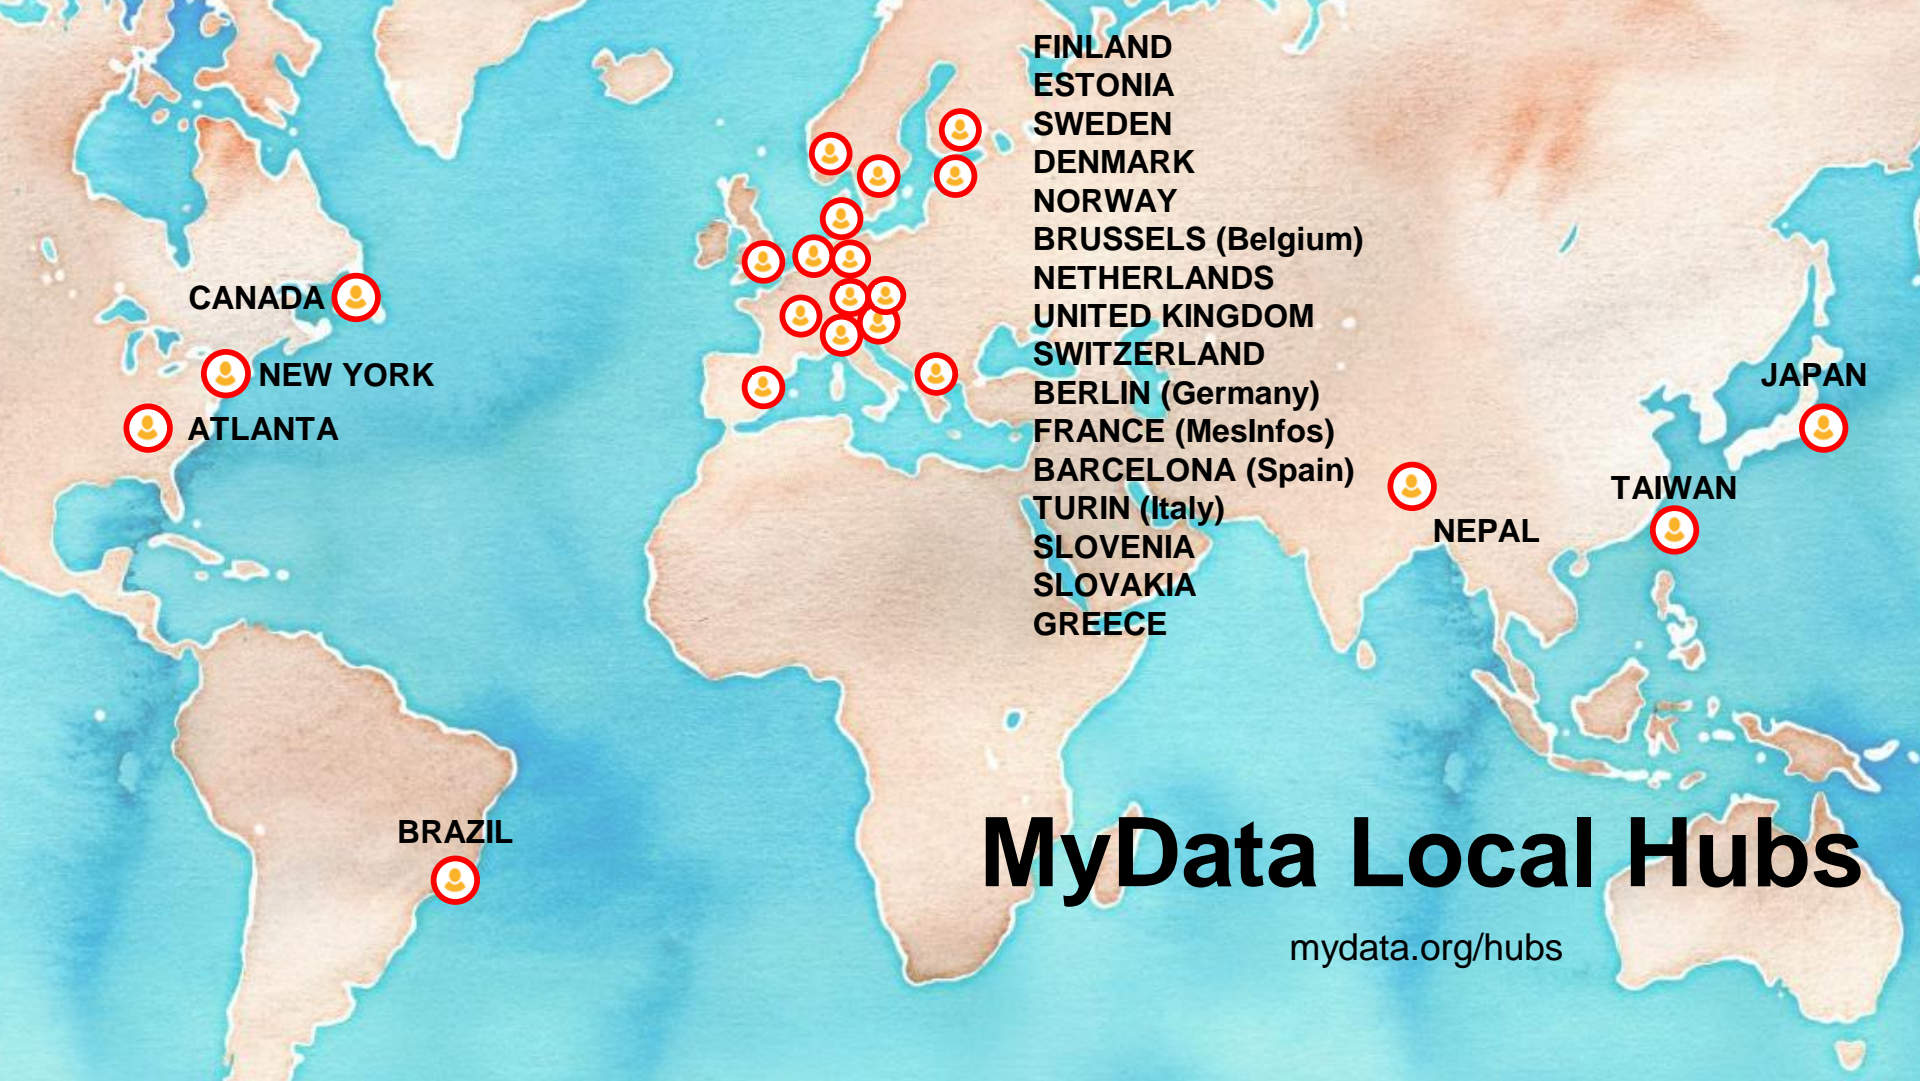 FINLAND
ESTONIA
SWEDEN
DENMARK
NORWAY
BRUSSELS (Belgium)
NETHERLANDS
UNITED KINGDOM
SWITZERLAND
BERLIN (Germany)
FRANCE (MesInfos)
BARCELONA (Spain)
TURIN (Italy)
SLOVENIA
SLOVAKIA
GREECE
CANADA
NEW YORK
ATLANTA
JAPAN
TAIWAN
NEPAL
BRAZIL
MyData Local Hubs
mydata.org/hubs